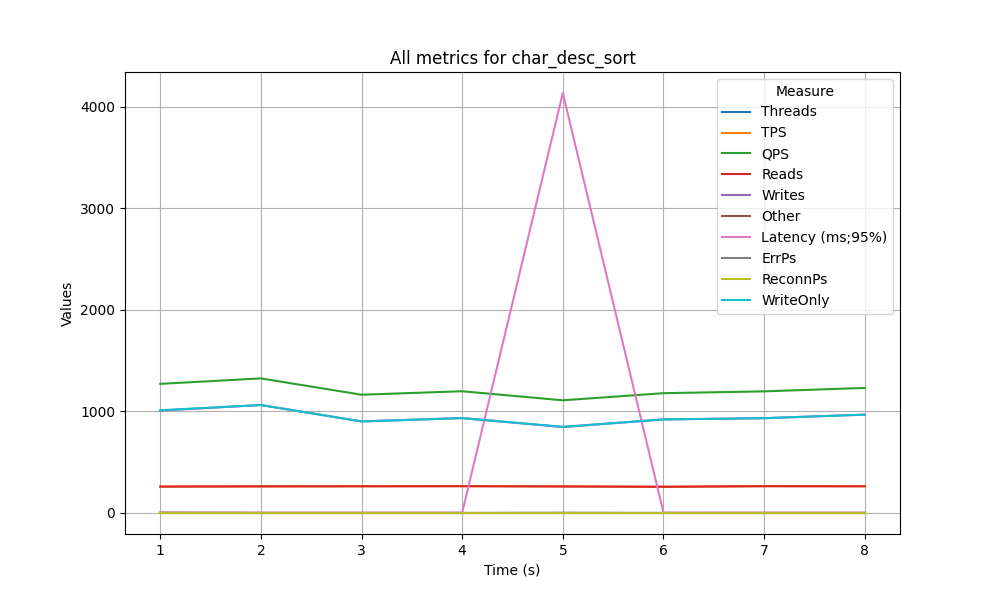 All metrics for char_desc_sort
Measure
Threads
TPS
QPS
Reads
Writes
Other
Latency (ms;95%)
ErrPs
ReconnPs
WriteOnly
Values
4000
3000
2000
1000
0
1 2 3 4 5 6 7 8
Time (s)